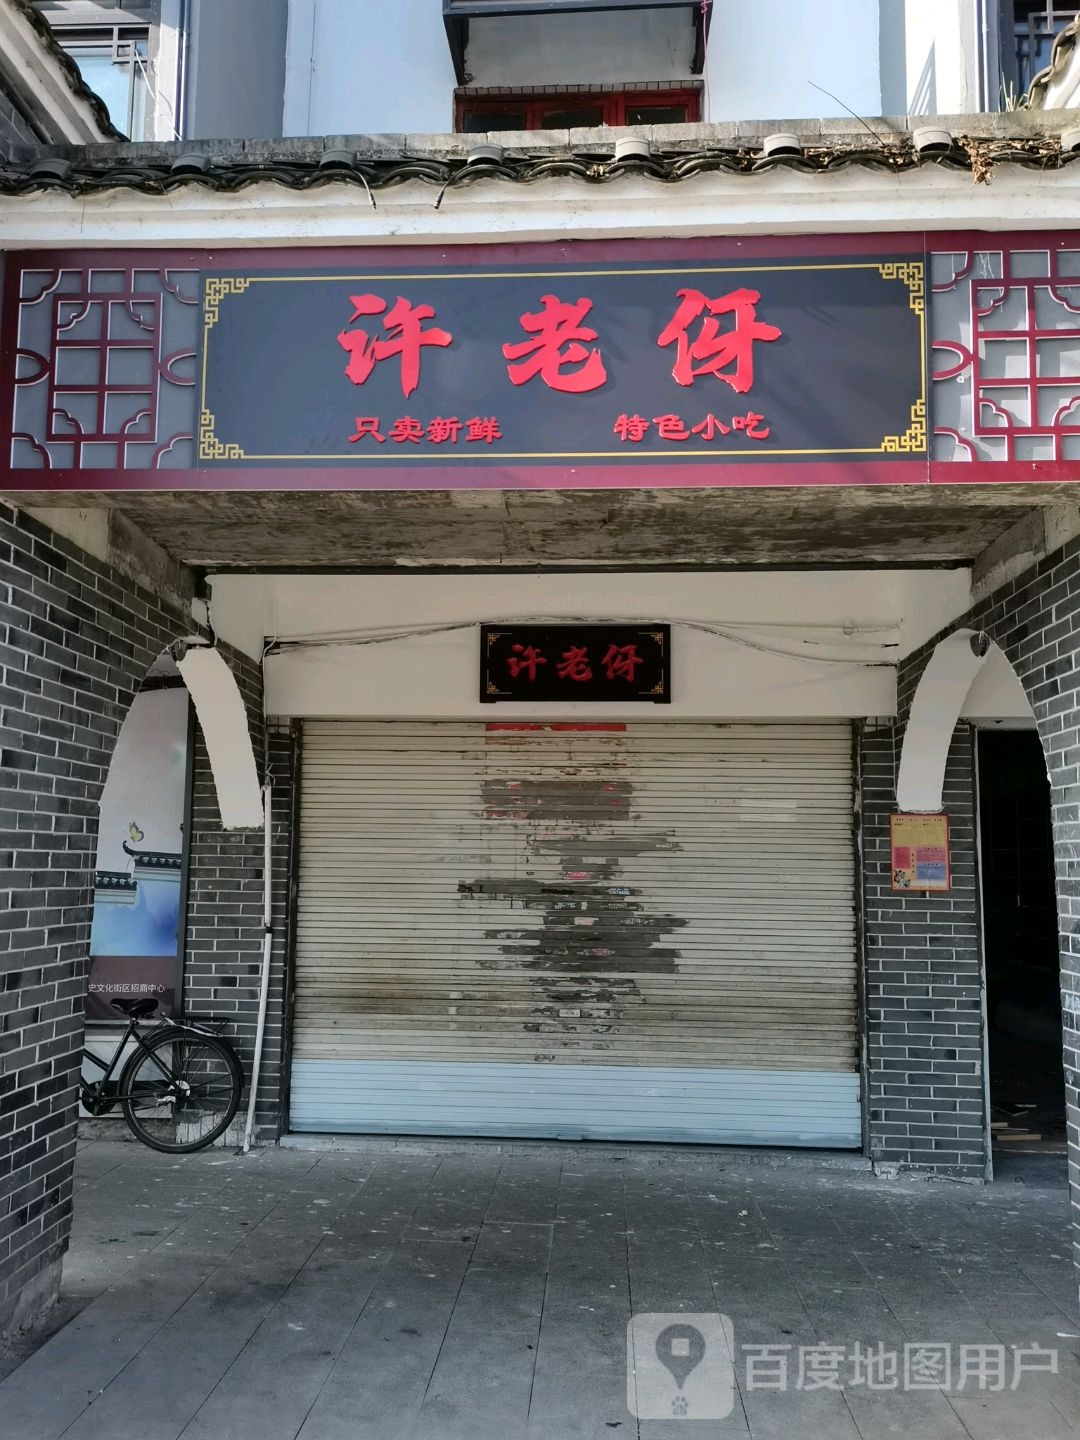 许老伢
只卖新鲜 特色小吃
许老伢
史文化街区招商中心
百度地图用户